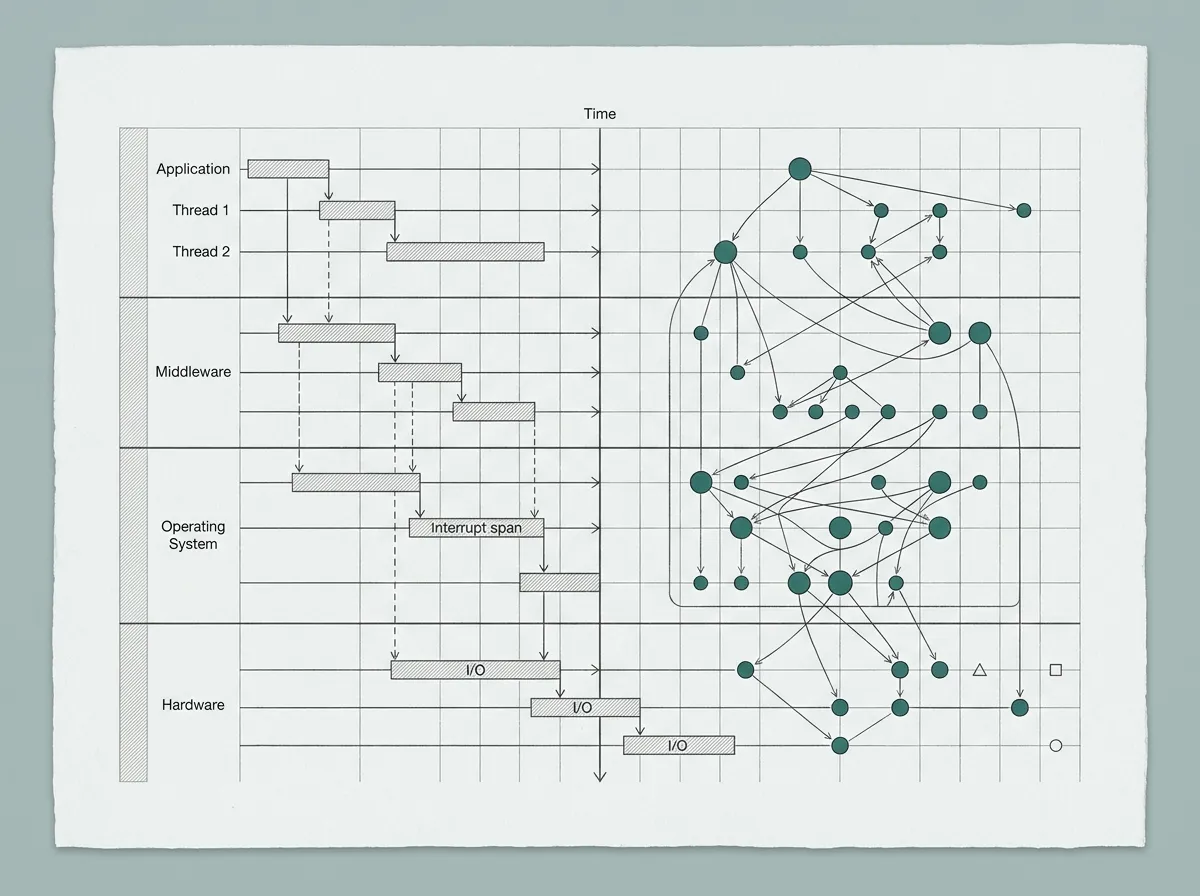 Time
Application
Thread 1
Thread 2
Middleware
Operating
System
Interrupt span
Hardware
I/O
I/O
I/O